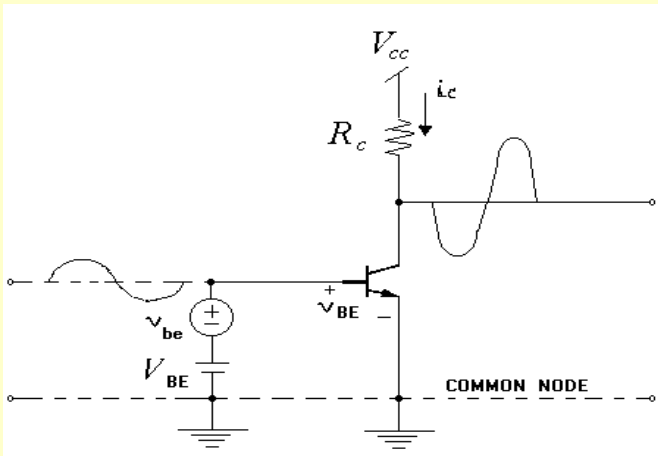 Vcc
ic
Rc
+
vBE
−
+
−
vbe
VBE
COMMON NODE